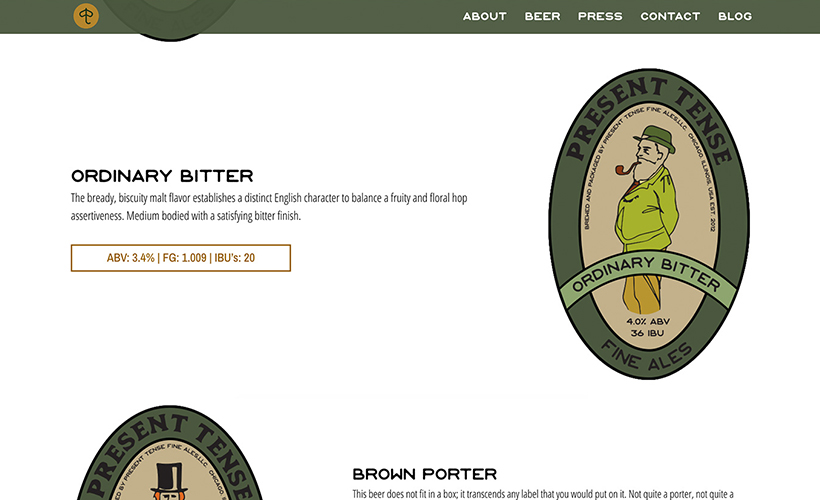 ABOUT BEER PRESS CONTACT BLOG
ORDINARY BITTER
The bready, biscuity malt flavor establishes a distinct English character to balance a fruity and floral hop
assertiveness. Medium bodied with a satisfying bitter finish.
ABV: 3.4% | FG: 1.009 | IBU's: 20
PRESENT TENSE
BREWED AND PACKAGED BY PRESENT TENSE FINE ALES,LLC. CHICAGO, ILLINOIS, USA EST. 2012
ORDINARY BITTER
4.0% ABV
36 IBU
FINE ALES
PRESENT TENSE
BY PRESENT TENSE FINE ALES,LLC.
BROWN PORTER
This beer does not fit in a box; it transcends any label that you would put on it. Not quite a porter, not quite a